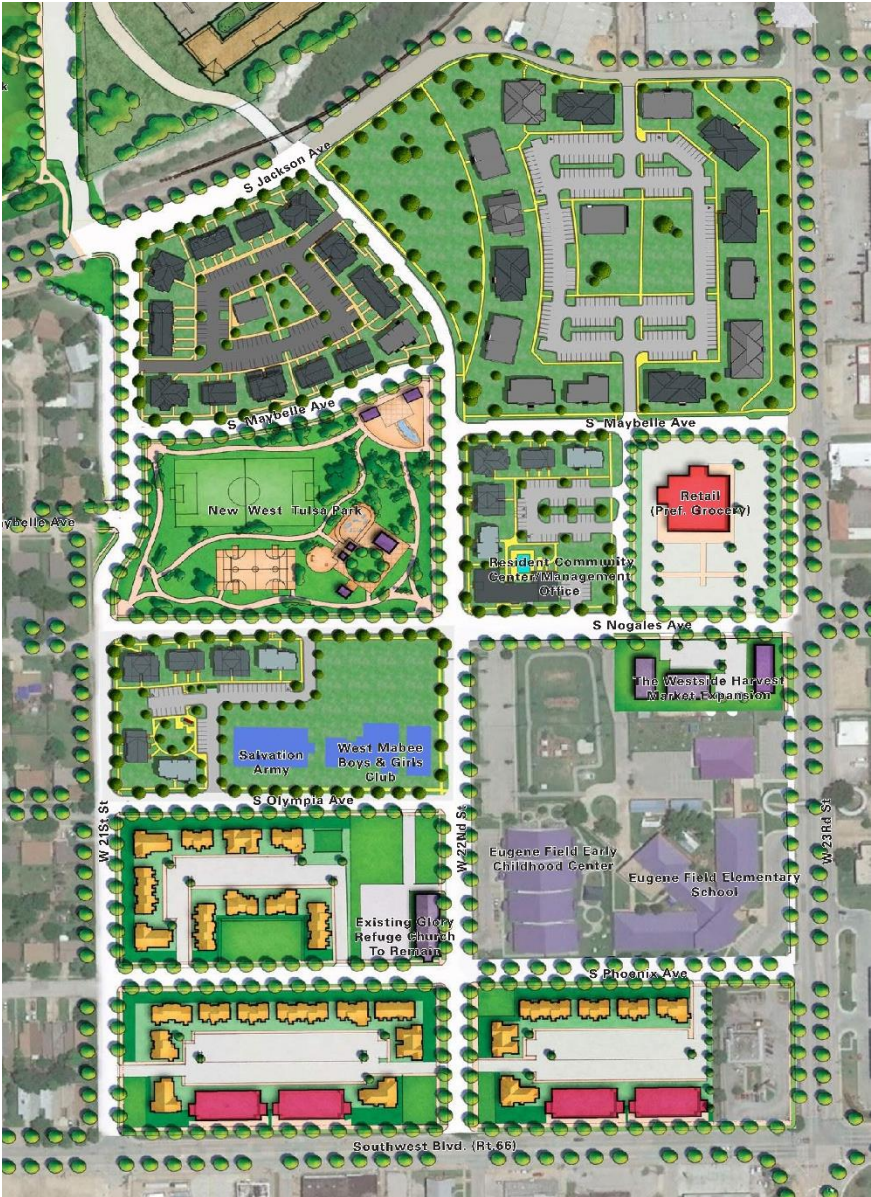 k
S Jackson Ave
S Maybelle Ave
S Maybelle Ave
New West Tulsa Park
Retail
(Pref. Grocery)
aybelle Ave
Resident Community
Center/Management
Office
S Nogales Ave
The Westside Harvest
Market Expansion
Salvation
Army
West Mabee
Boys & Girls
Club
S Olympia Ave
W 21St St
W 22Nd St
W 23Rd St
Eugene Field Early
Childhood Center
Eugene Field Elementary
School
Existing Glory
Refuge Church
To Remain
S Phoenix Ave
Southwest Blvd. (Rt.66)